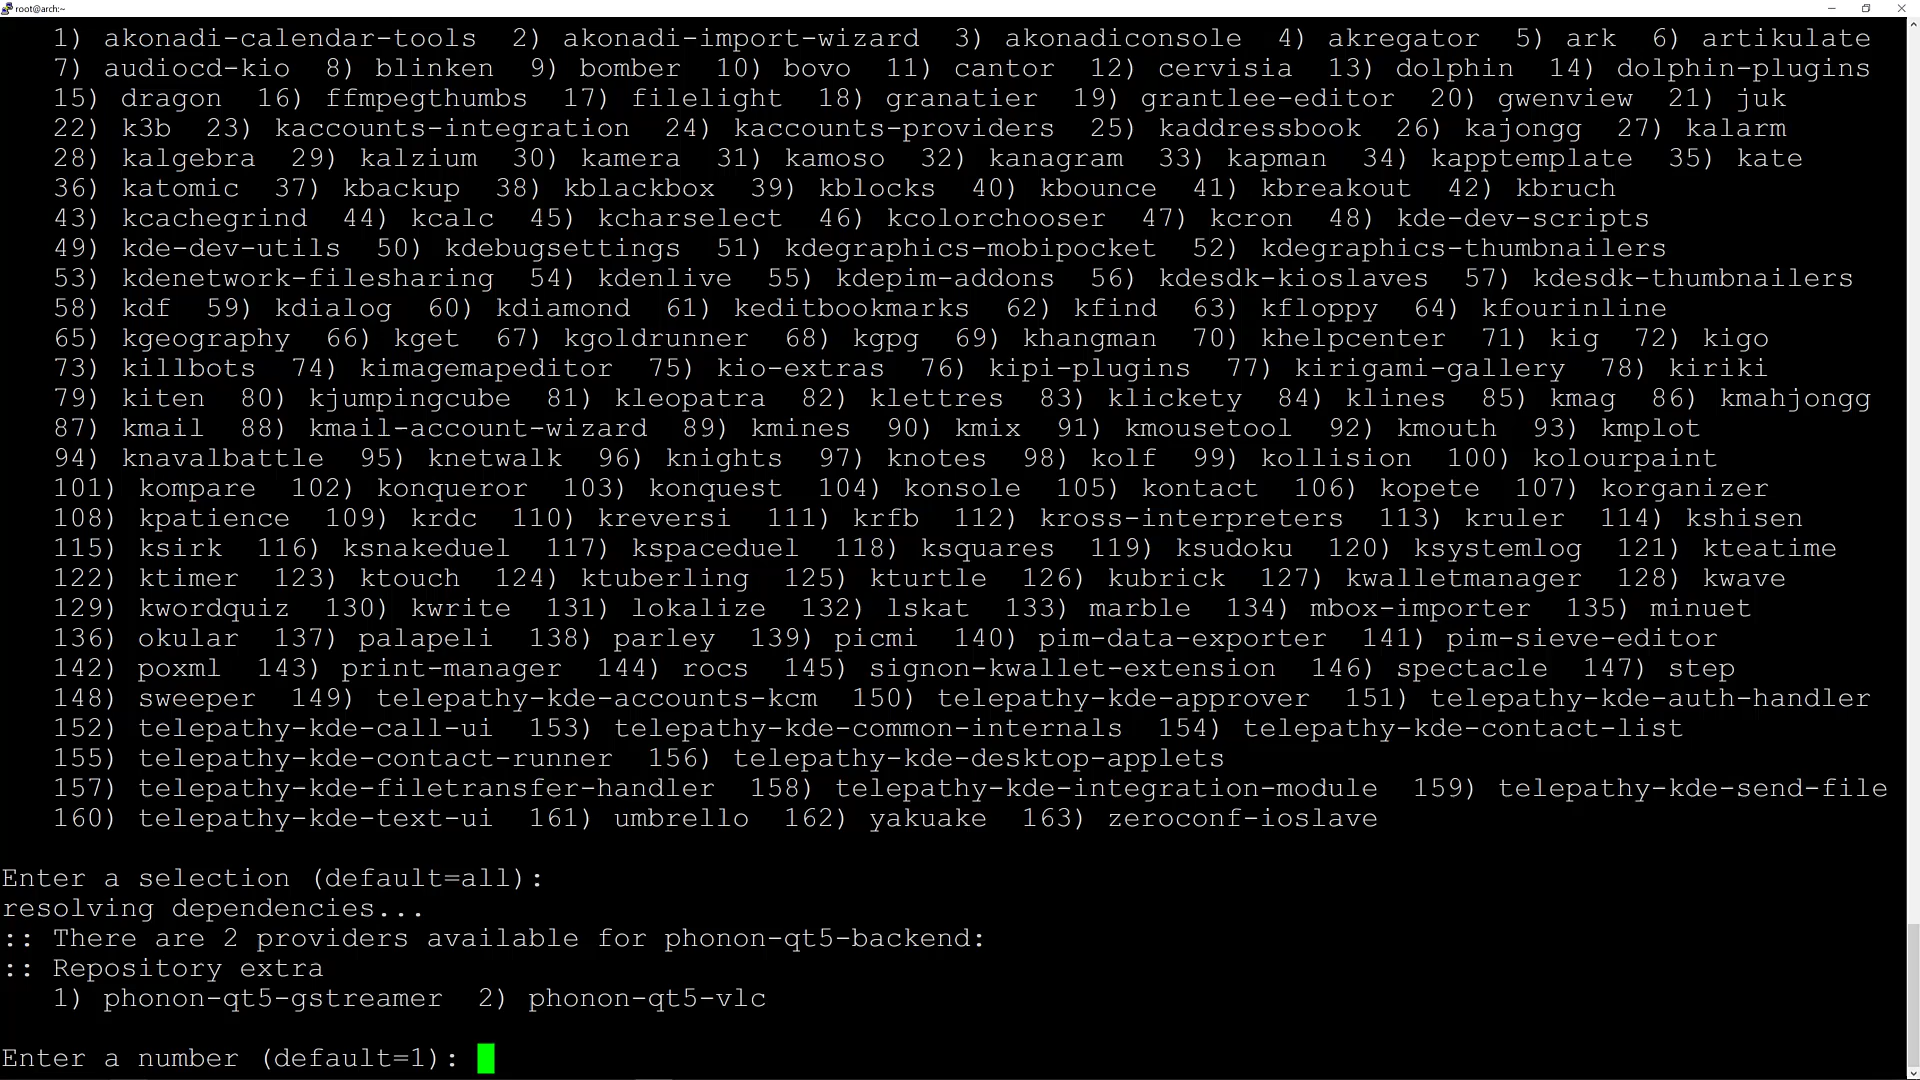 root@arch:~
1) akonadi-calendar-tools 2) akonadi-import-wizard 3) akonadiconsole 4) akregator 5) ark 6) artikulate
7) audiocd-kio 8) blinken 9) bomber 10) bovo 11) cantor 12) cervisia 13) dolphin 14) dolphin-plugins
15) dragon 16) ffmpegthumbs 17) filelight 18) granatier 19) grantlee-editor 20) gwenview 21) juk
22) k3b 23) kaccounts-integration 24) kaccounts-providers 25) kaddressbook 26) kajongg 27) kalarm
28) kalgebra 29) kalzium 30) kamera 31) kamoso 32) kanagram 33) kapman 34) kapptemplate 35) kate
36) katomic 37) kbackup 38) kblackbox 39) kblocks 40) kbounce 41) kbreakout 42) kbruch
43) kcachegrind 44) kcalc 45) kcharselect 46) kcolorchooser 47) kcron 48) kde-dev-scripts
49) kde-dev-utils 50) kdebugsettings 51) kdegraphics-mobipocket 52) kdegraphics-thumbnailers
53) kdenetwork-filesharing 54) kdenlive 55) kdepim-addons 56) kdesdk-kioslaves 57) kdesdk-thumbnailers
58) kdf 59) kdialog 60) kdiamond 61) keditbookmarks 62) kfind 63) kfloppy 64) kfourinline
65) kgeography 66) kget 67) kgoldrunner 68) kgpg 69) khangman 70) khelpcenter 71) kig 72) kigo
73) killbots 74) kimagemapeditor 75) kio-extras 76) kipi-plugins 77) kirigami-gallery 78) kiriki
79) kiten 80) kjumpingcube 81) kleopatra 82) klettres 83) klickety 84) klines 85) kmag 86) kmahjongg
87) kmail 88) kmail-account-wizard 89) kmines 90) kmix 91) kmousetool 92) kmouth 93) kmplot
94) knavalbattle 95) knetwalk 96) knights 97) knotes 98) kolf 99) kollision 100) kolourpaint
101) kompare 102) konqueror 103) konquest 104) konsole 105) kontact 106) kopete 107) korganizer
108) kpatience 109) krdc 110) kreversi 111) krfb 112) kross-interpreters 113) kruler 114) kshisen
115) ksirk 116) ksnakeduel 117) kspaceduel 118) ksquares 119) ksudoku 120) ksystemlog 121) kteatime
122) ktimer 123) ktouch 124) ktuberling 125) kturtle 126) kubrick 127) kwalletmanager 128) kwave
129) kwordquiz 130) kwrite 131) lokalize 132) lskat 133) marble 134) mbox-importer 135) minuet
136) okular 137) palapeli 138) parley 139) picmi 140) pim-data-exporter 141) pim-sieve-editor
142) poxml 143) print-manager 144) rocs 145) signon-kwallet-extension 146) spectacle 147) step
148) sweeper 149) telepathy-kde-accounts-kcm 150) telepathy-kde-approver 151) telepathy-kde-auth-handler
152) telepathy-kde-call-ui 153) telepathy-kde-common-internals 154) telepathy-kde-contact-list
155) telepathy-kde-contact-runner 156) telepathy-kde-desktop-applets
157) telepathy-kde-filetransfer-handler 158) telepathy-kde-integration-module 159) telepathy-kde-send-file
160) telepathy-kde-text-ui 161) umbrello 162) yakuake 163) zeroconf-ioslave
Enter a selection (default=all):
resolving dependencies...
:: There are 2 providers available for phonon-qt5-backend:
:: Repository extra
1) phonon-qt5-gstreamer 2) phonon-qt5-vlc
Enter a number (default=1):